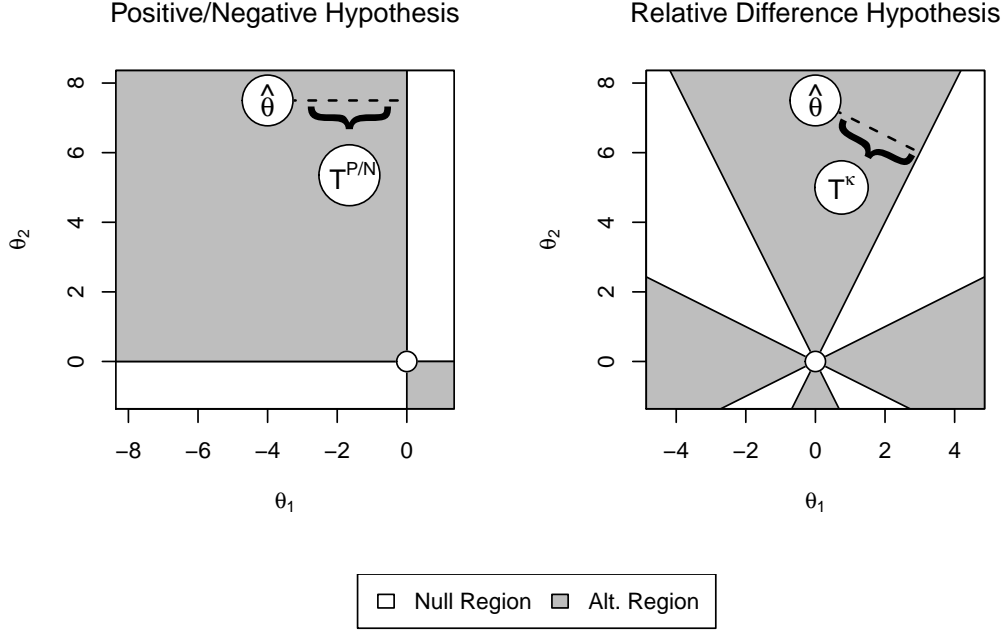 Positive/Negative Hypothesis
8
6
4
2
0
θ2
θ̂
T^P/N
−8 −6 −4 −2 0
θ1
Relative Difference Hypothesis
8
6
4
2
0
θ2
θ̂
T^κ
−4 −2 0 2 4
θ1
Null Region Alt. Region